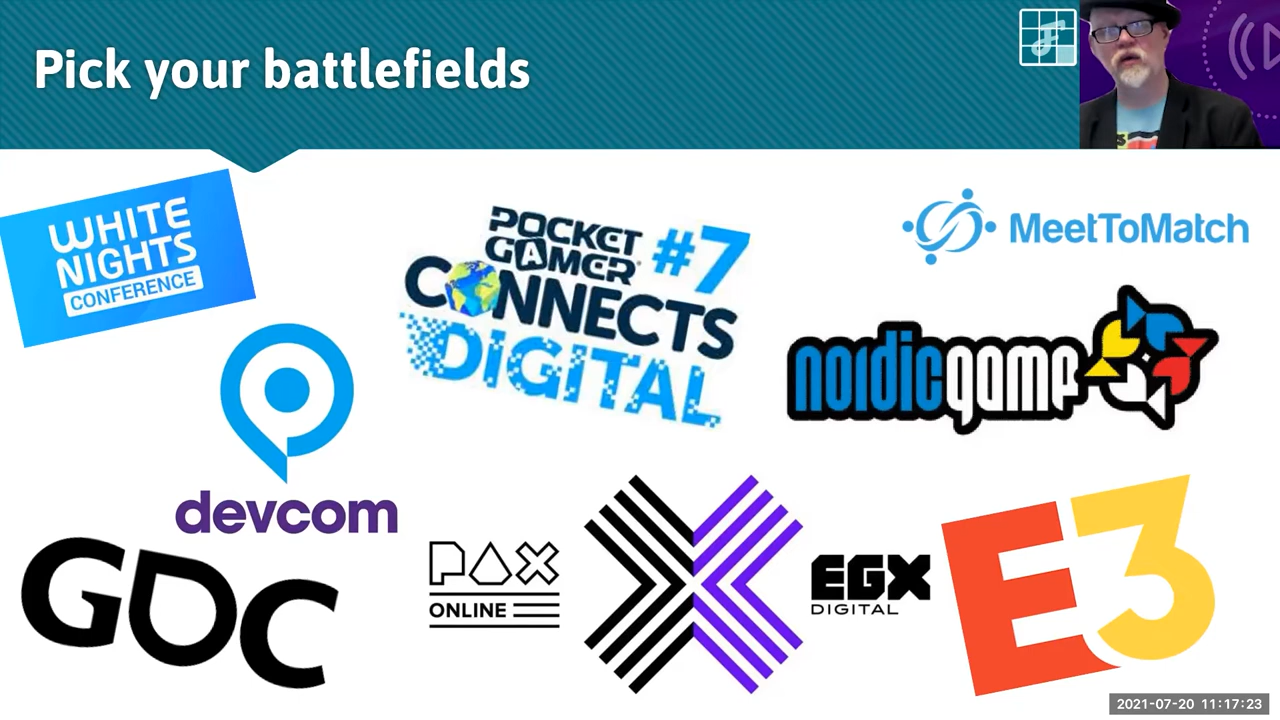 Pick your battlefields
WHITE
NIGHTS
CONFERENCE
POCKET
GAMER
#7
CONNECTS
DIGITAL
MeetToMatch
nordicgame
devcom
GDC
PAX
ONLINE
EGX
DIGITAL
E3
2021-07-20 11:17:23